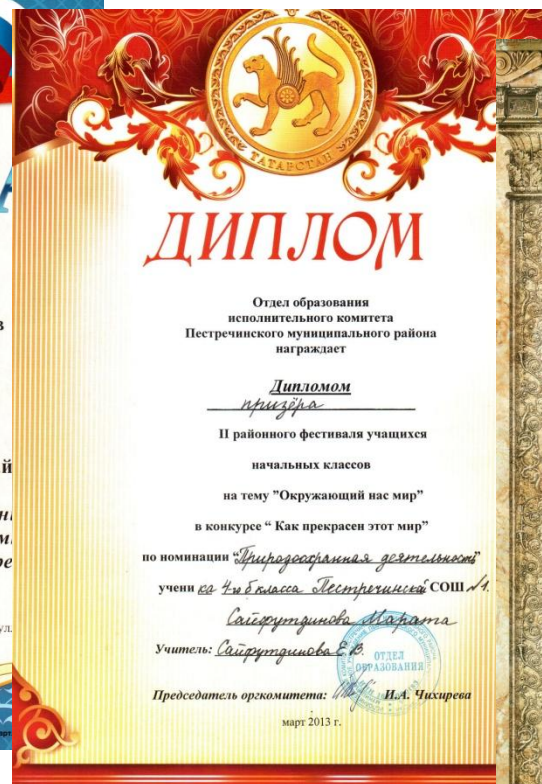 ТАТАРСТАН
ДИПЛОМ
Отдел образования
исполнительного комитета
Пестречинского муниципального района
награждает
Дипломом
призёра
II районного фестиваля учащихся
начальных классов
на тему "Окружающий нас мир"
в конкурсе “ Как прекрасен этот мир”
по номинации "Природоохранная деятельность"
учени ка 4 го б класса Пестречинской СОШ №1.
Сайфутдинова Марата
Учитель: Сайфутдинова Е.В.
ОТДЕЛ
ОБРАЗОВАНИЯ
Председатель оргкомитета: И.А. Чихирева
март 2013 г.